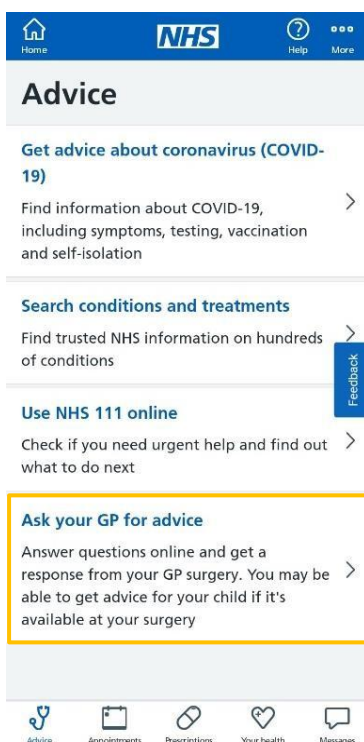 NHS
Home
Help
More
Advice
Get advice about coronavirus (COVID-
19)
Find information about COVID-19,
including symptoms, testing, vaccination
and self-isolation
Search conditions and treatments
Find trusted NHS information on hundreds
of conditions
Feedback
Use NHS 111 online
Check if you need urgent help and find out
what to do next
Ask your GP for advice
Answer questions online and get a
response from your GP surgery. You may be
able to get advice for your child if it's
available at your surgery
Advice
Appointments
Prescriptions
Your health
Messages